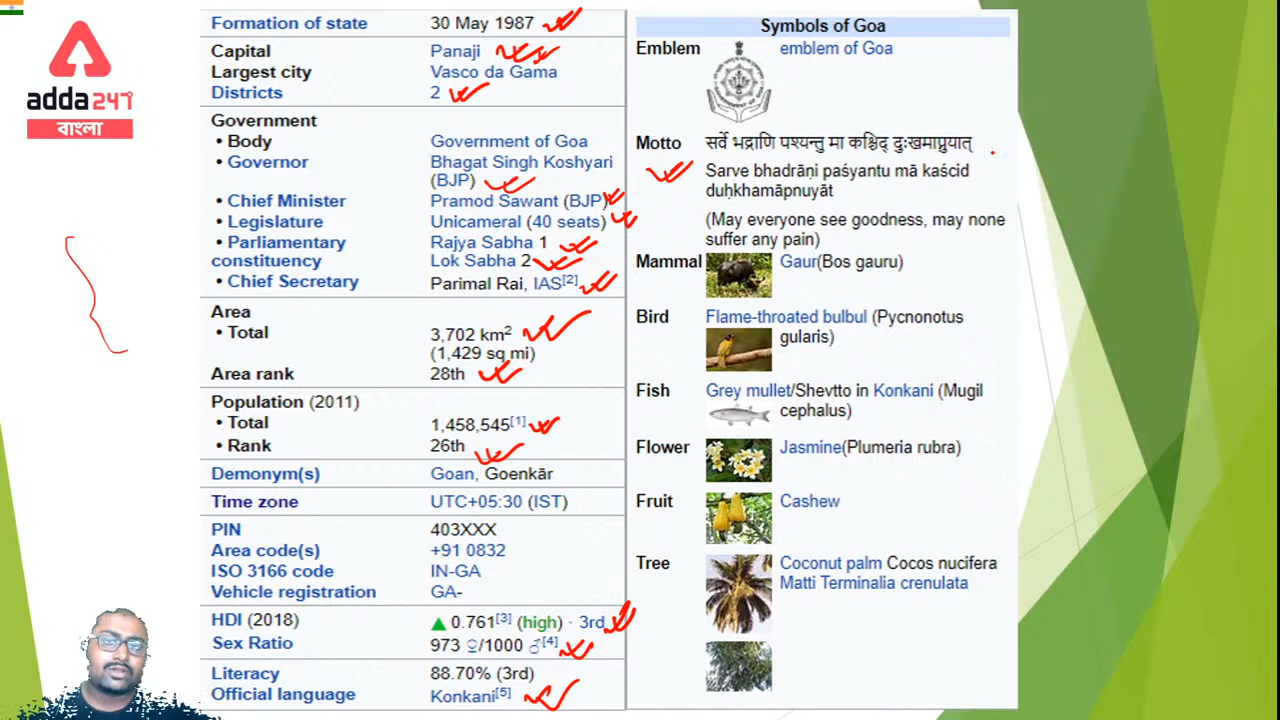 adda247
বাংলা
Formation of state 30 May 1987
Capital Panaji
Largest city Vasco da Gama
Districts 2
Government
• Body Government of Goa
• Governor Bhagat Singh Koshyari
(BJP)
• Chief Minister Pramod Sawant (BJP)
• Legislature Unicameral (40 seats)
• Parliamentary Rajya Sabha 1
constituency Lok Sabha 2
• Chief Secretary Parimal Rai, IAS[2]
Area
• Total 3,702 km²
(1,429 sq mi)
Area rank 28th
Population (2011)
• Total 1,458,545[1]
• Rank 26th
Demonym(s) Goan, Goenkār
Time zone UTC+05:30 (IST)
PIN 403XXX
Area code(s) +91 0832
ISO 3166 code IN-GA
Vehicle registration GA-
HDI (2018) ▲ 0.761[3] (high) · 3rd
Sex Ratio 973 ♀/1000 ♂[4]
Literacy 88.70% (3rd)
Official language Konkani[5]
Symbols of Goa
Emblem emblem of Goa
Motto सर्वे भद्राणि पश्यन्तु मा कश्चिद् दुःखमाप्नुयात्
Sarve bhadrāṇi paśyantu mā kaścid
duḥkhamāpnuyāt
(May everyone see goodness, may none
suffer any pain)
Mammal Gaur(Bos gauru)
Bird Flame-throated bulbul (Pycnonotus
gularis)
Fish Grey mullet/Shevtto in Konkani (Mugil
cephalus)
Flower Jasmine(Plumeria rubra)
Fruit Cashew
Tree Coconut palm Cocos nucifera
Matti Terminalia crenulata